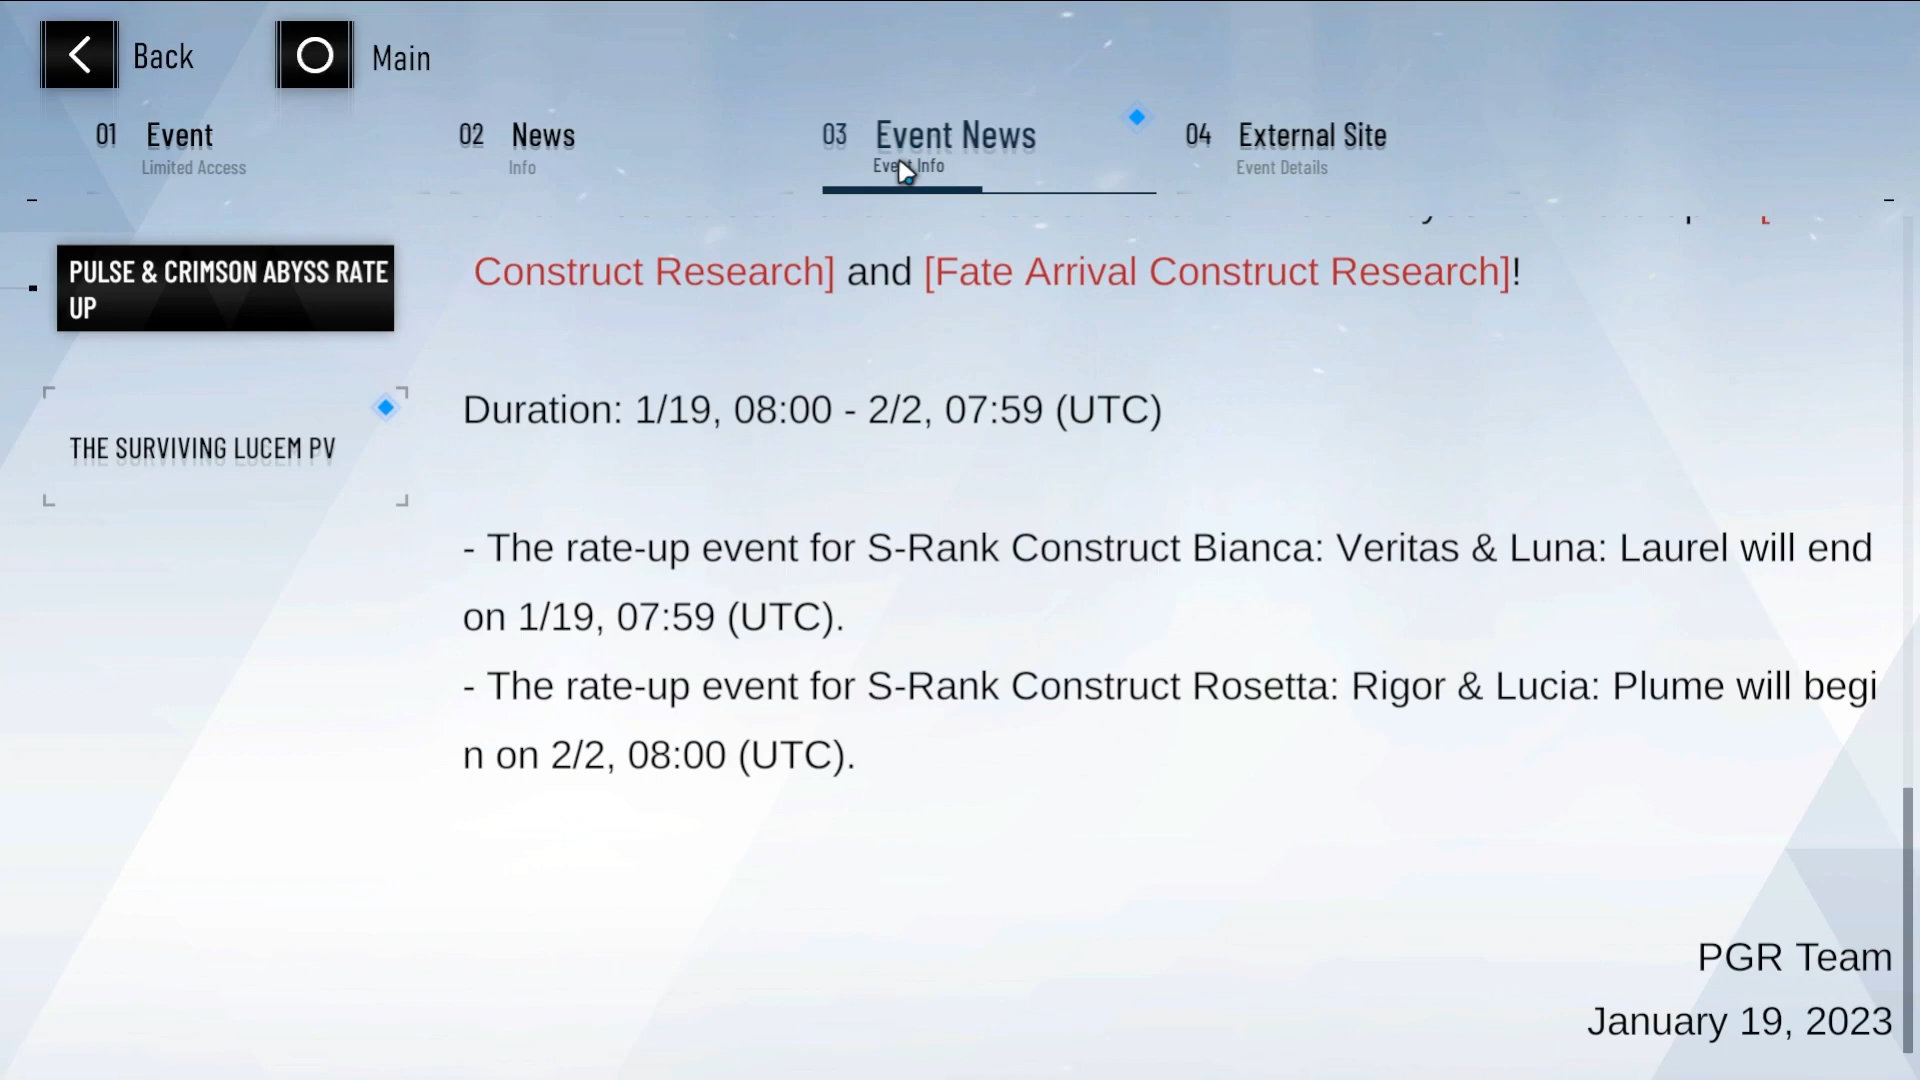 Back
Main
01 Event
Limited Access
02 News
Info
03 Event News
Event Info
04 External Site
Event Details
PULSE & CRIMSON ABYSS RATE
UP
THE SURVIVING LUCEM PV
Construct Research] and [Fate Arrival Construct Research]!
Duration: 1/19, 08:00 - 2/2, 07:59 (UTC)
- The rate-up event for S-Rank Construct Bianca: Veritas & Luna: Laurel will end
on 1/19, 07:59 (UTC).
- The rate-up event for S-Rank Construct Rosetta: Rigor & Lucia: Plume will begi
n on 2/2, 08:00 (UTC).
PGR Team
January 19, 2023